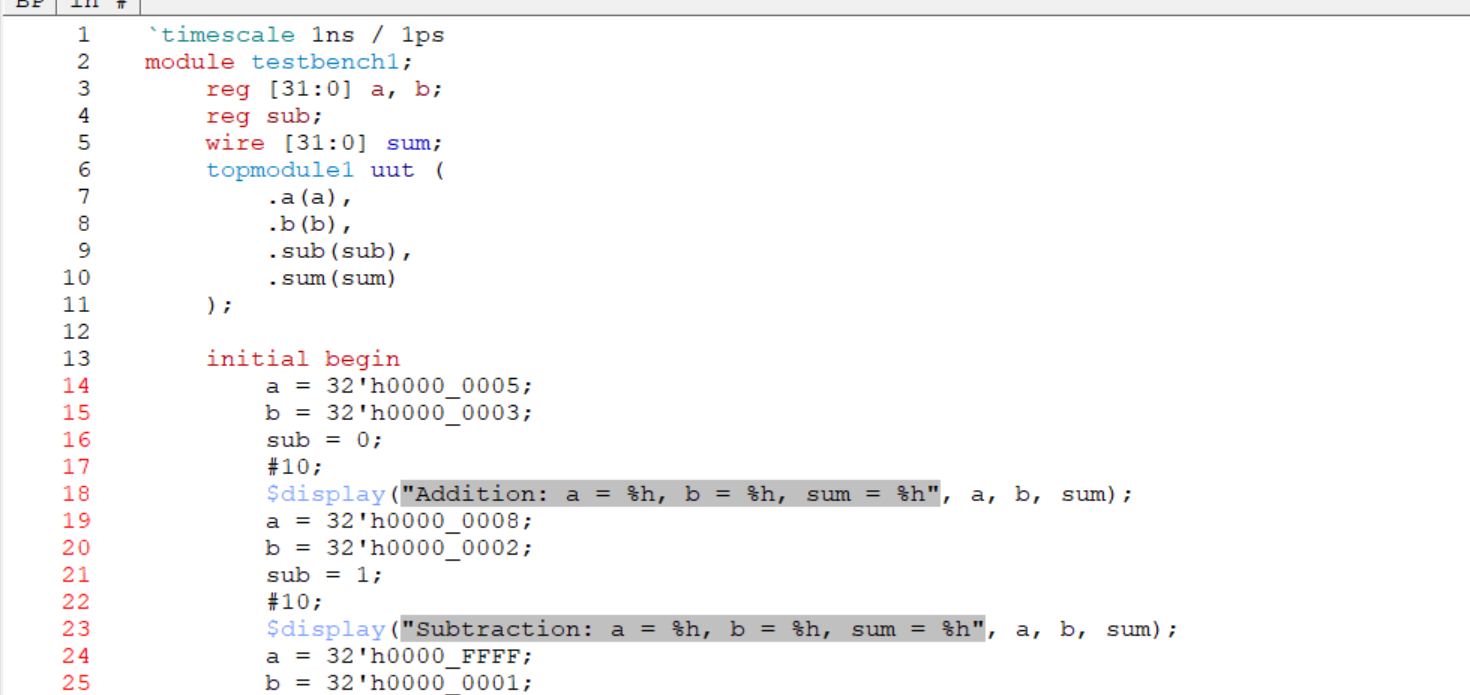 BP In #
1 `timescale 1ns / 1ps
2 module testbench1;
3 reg [31:0] a, b;
4 reg sub;
5 wire [31:0] sum;
6 topmodule1 uut (
7 .a(a),
8 .b(b),
9 .sub(sub),
10 .sum(sum)
11 );
12
13 initial begin
14 a = 32'h0000_0005;
15 b = 32'h0000_0003;
16 sub = 0;
17 #10;
18 $display("Addition: a = %h, b = %h, sum = %h", a, b, sum);
19 a = 32'h0000_0008;
20 b = 32'h0000_0002;
21 sub = 1;
22 #10;
23 $display("Subtraction: a = %h, b = %h, sum = %h", a, b, sum);
24 a = 32'h0000_FFFF;
25 b = 32'h0000_0001;